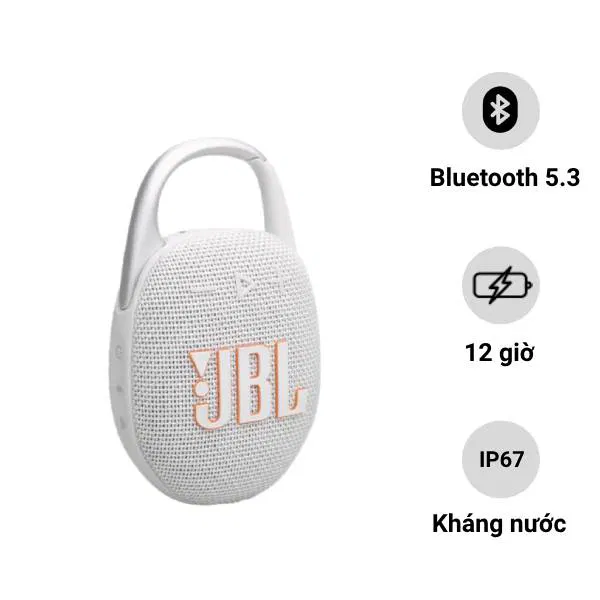 JBL
Bluetooth 5.3
12 giờ
IP67
Kháng nước